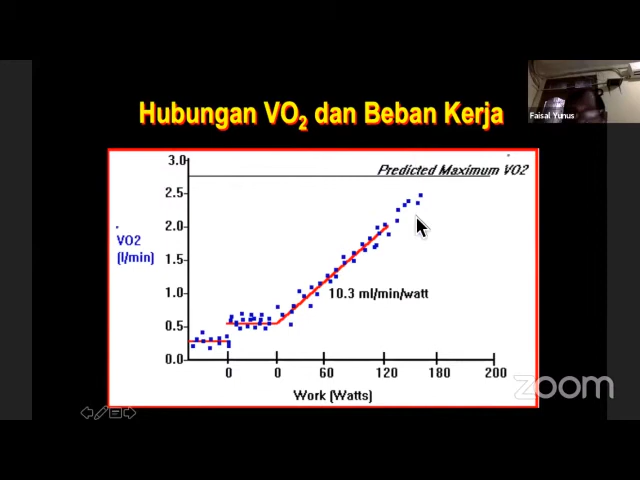 Hubungan VO2 dan Beban Kerja
Faisal Yunus
3.0
Predicted Maximum VO2
2.5
2.0
VO2
(l/min)
1.5
1.0
10.3 ml/min/watt
0.5
0.0
0 0 60 120 180 200
Work (Watts)
zoom